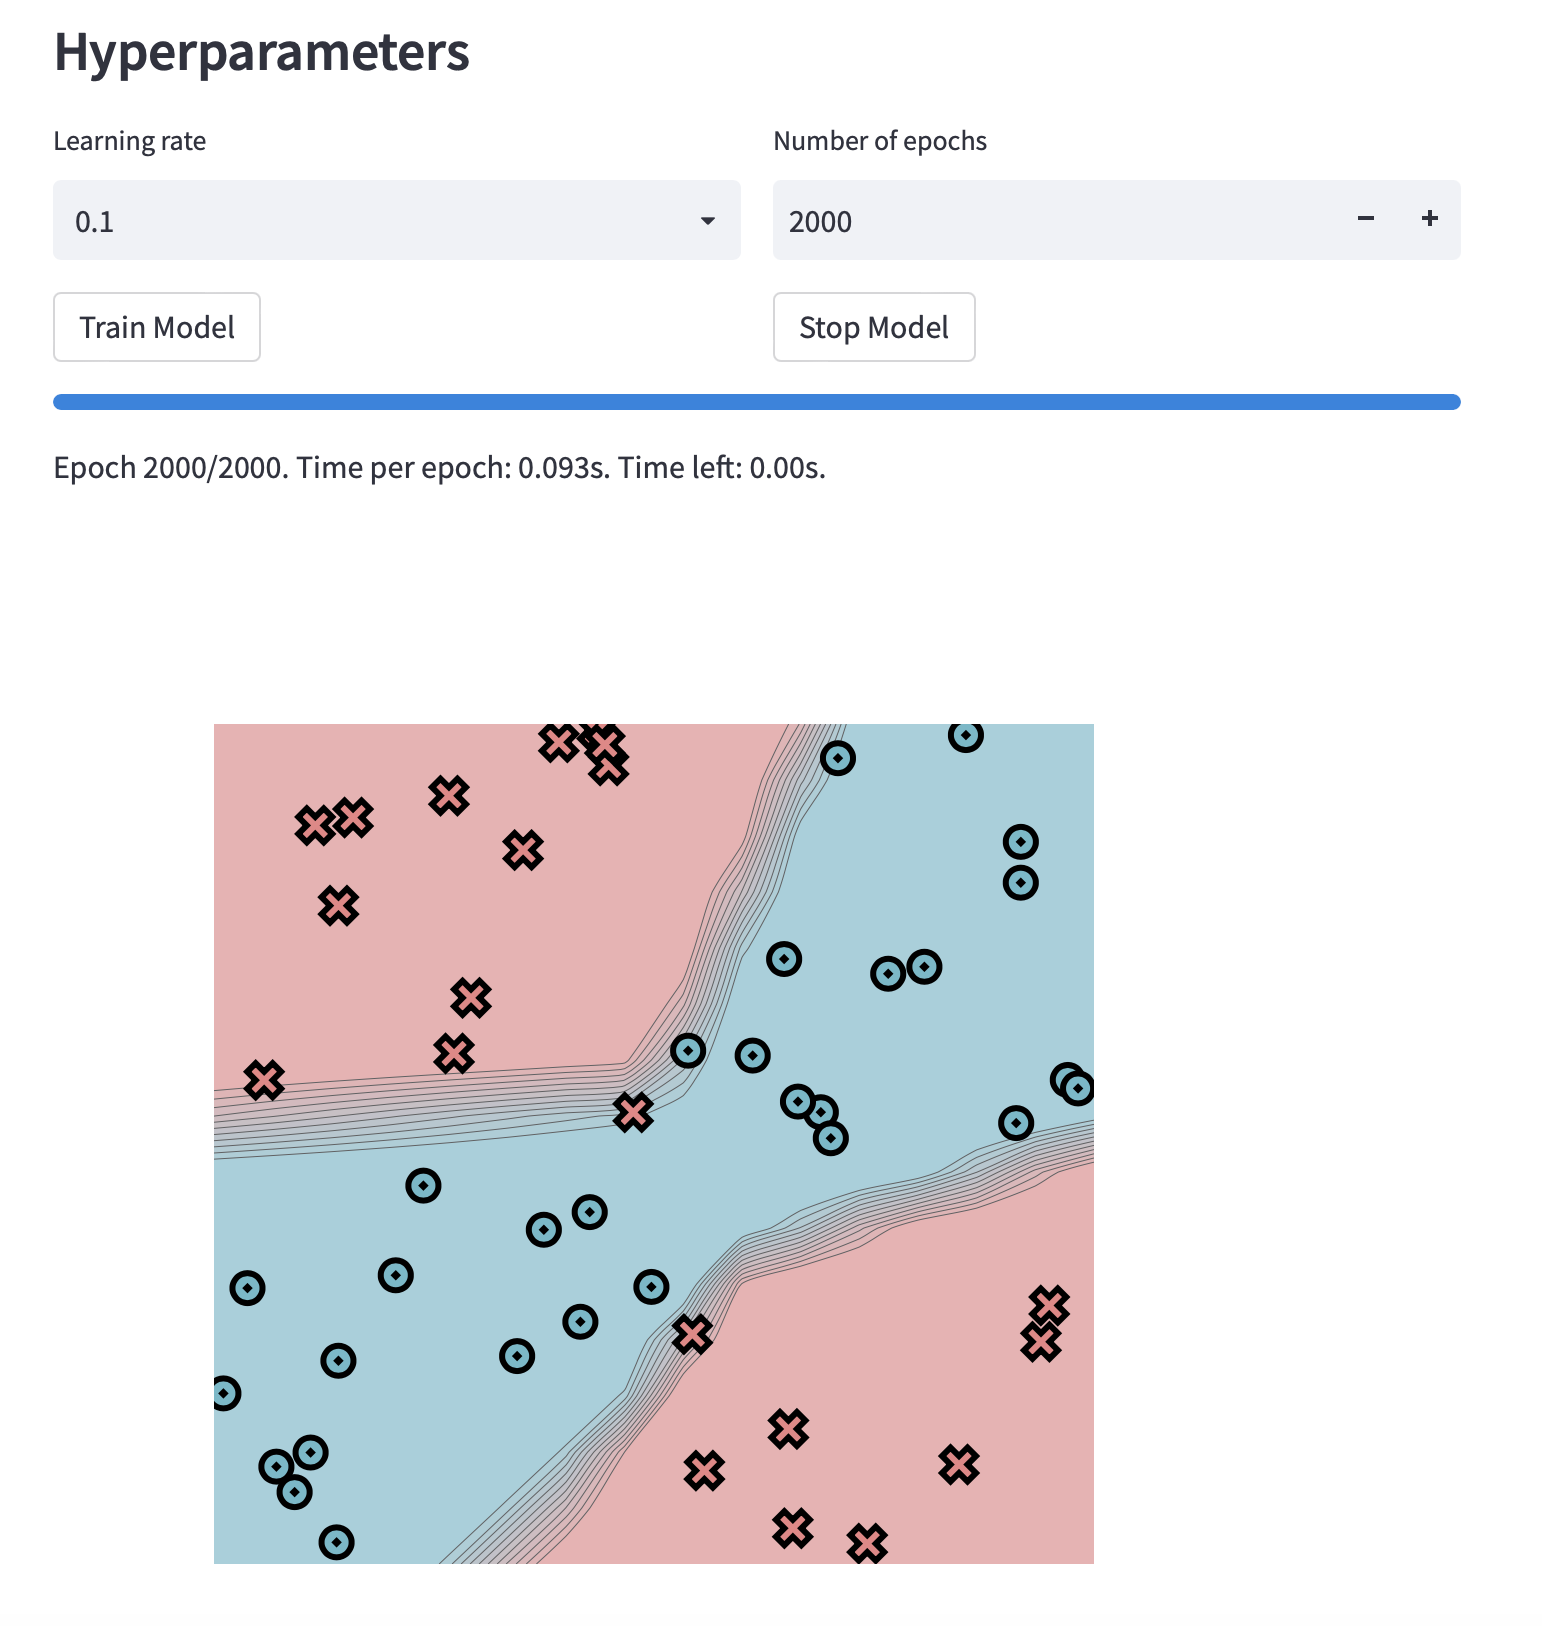 Hyperparameters
Learning rate
Number of epochs
0.1
2000
Train Model
Stop Model
Epoch 2000/2000. Time per epoch: 0.093s. Time left: 0.00s.